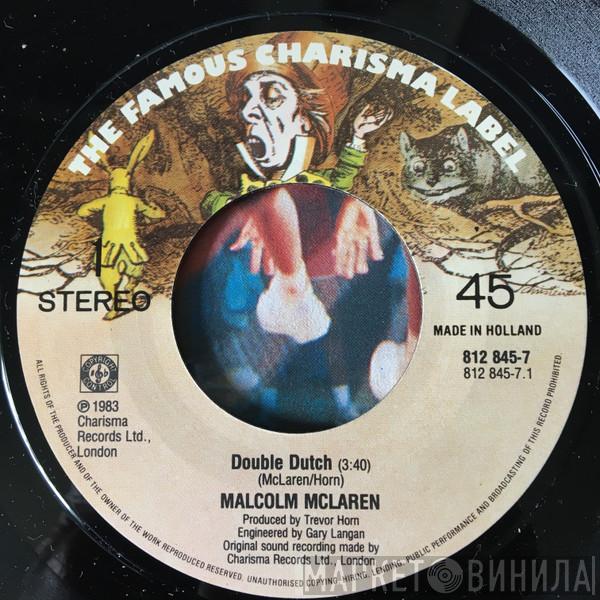 THE FAMOUS CHARISMA LABEL
1
STEREO
45
MADE IN HOLLAND
812 845-7
812 845-7.1
COPYRIGHT CONTROL
℗ 1983
Charisma
Records Ltd.,
London
Double Dutch (3:40)
(McLaren/Horn)
MALCOLM MCLAREN
Produced by Trevor Horn
Engineered by Gary Langan
Original sound recording made by
Charisma Records Ltd., London
ALL RIGHTS OF THE PRODUCER AND OF THE OWNER OF THE WORK REPRODUCED RESERVED. UNAUTHORISED COPYING, HIRING, LENDING, PUBLIC PERFORMANCE AND BROADCASTING OF THIS RECORD PROHIBITED.
МАРКЕТ ВИНИЛА